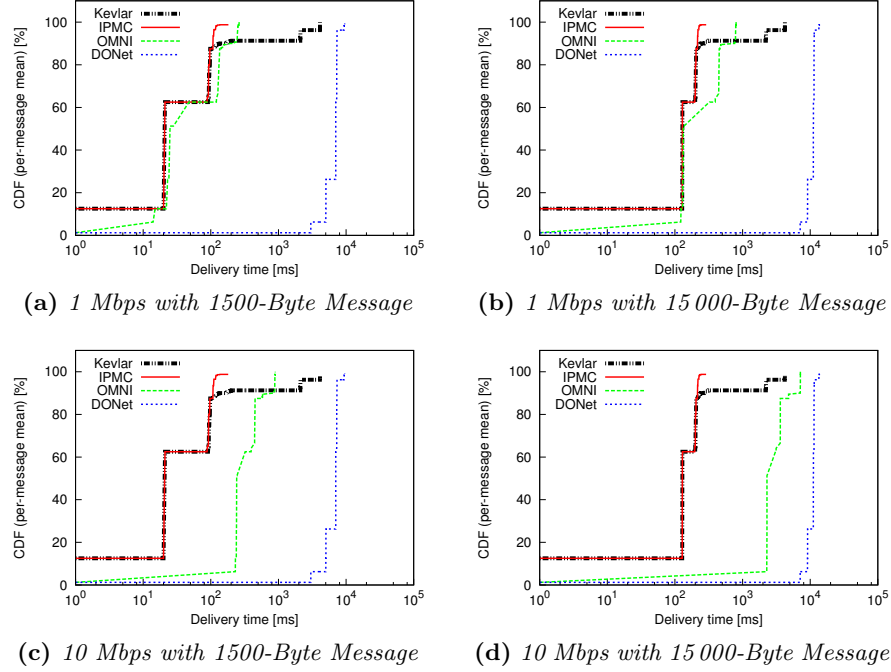 CDF (per-message mean) [%]
Kevlar
IPMC
OMNI
DONet
100
80
60
40
20
0
10^0 10^1 10^2 10^3 10^4 10^5
Delivery time [ms]
(a) 1 Mbps with 1500-Byte Message
CDF (per-message mean) [%]
Kevlar
IPMC
OMNI
DONet
100
80
60
40
20
0
10^0 10^1 10^2 10^3 10^4 10^5
Delivery time [ms]
(b) 1 Mbps with 15 000-Byte Message
CDF (per-message mean) [%]
Kevlar
IPMC
OMNI
DONet
100
80
60
40
20
0
10^0 10^1 10^2 10^3 10^4 10^5
Delivery time [ms]
(c) 10 Mbps with 1500-Byte Message
CDF (per-message mean) [%]
Kevlar
IPMC
OMNI
DONet
100
80
60
40
20
0
10^0 10^1 10^2 10^3 10^4 10^5
Delivery time [ms]
(d) 10 Mbps with 15 000-Byte Message